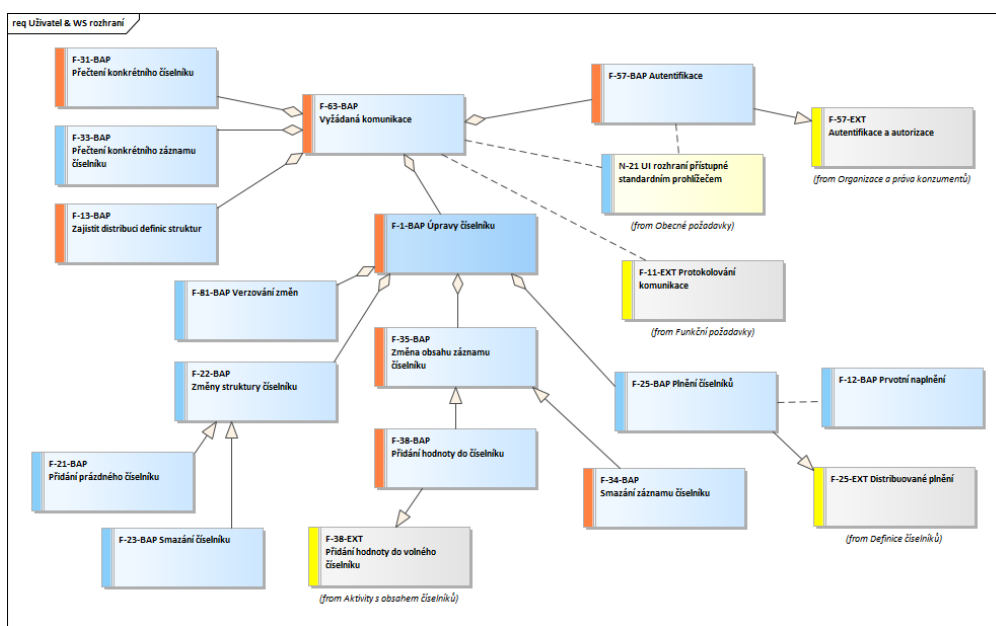 req Uživatel & WS rozhraní
F-31-BAP
Přečtení konkrétního číselníku
F-63-BAP
Vyžádaná komunikace
F-57-BAP Autentifikace
F-57-EXT
Autentifikace a autorizace
(from Organizace a práva konzumentů)
F-33-BAP
Přečtení konkrétního záznamu
číselníku
N-21 UI rozhraní přístupné
standardním prohlížečem
(from Obecné požadavky)
F-13-BAP
Zajistit distribuci definic struktur
F-1-BAP Úpravy číselníku
F-11-EXT Protokolování
komunikace
(from Funkční požadavky)
F-81-BAP Verzování změn
F-35-BAP
Změna obsahu záznamu
číselníku
F-22-BAP
Změny struktury číselníku
F-25-BAP Plnění číselníků
F-12-BAP Prvotní naplnění
F-38-BAP
Přidání hodnoty do číselníku
F-21-BAP
Přidání prázdného číselníku
F-34-BAP
Smazání záznamu číselníku
F-25-EXT Distribuované plnění
(from Definice číselníků)
F-23-BAP Smazání číselníku
F-38-EXT
Přidání hodnoty do volného
číselníku
(from Aktivity s obsahem číselníků)